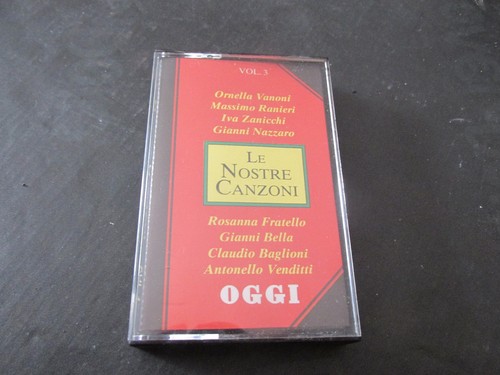 VOL. 3
Ornella Vanoni
Massimo Ranieri
Iva Zanicchi
Gianni Nazzaro
LE
NOSTRE
CANZONI
Rosanna Fratello
Gianni Bella
Claudio Baglioni
Antonello Venditti
OGGI